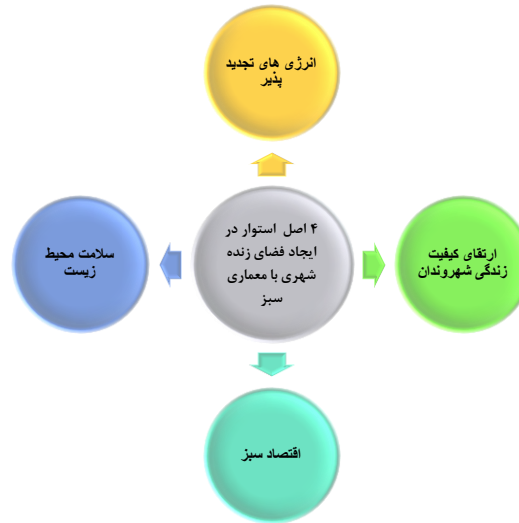 انرژی های تجدید
پذیر
۴ اصل استوار در
ایجاد فضای زنده
شهری با معماری
سبز
ارتقای کیفیت
زندگی شهروندان
سلامت محیط
زیست
اقتصاد سبز